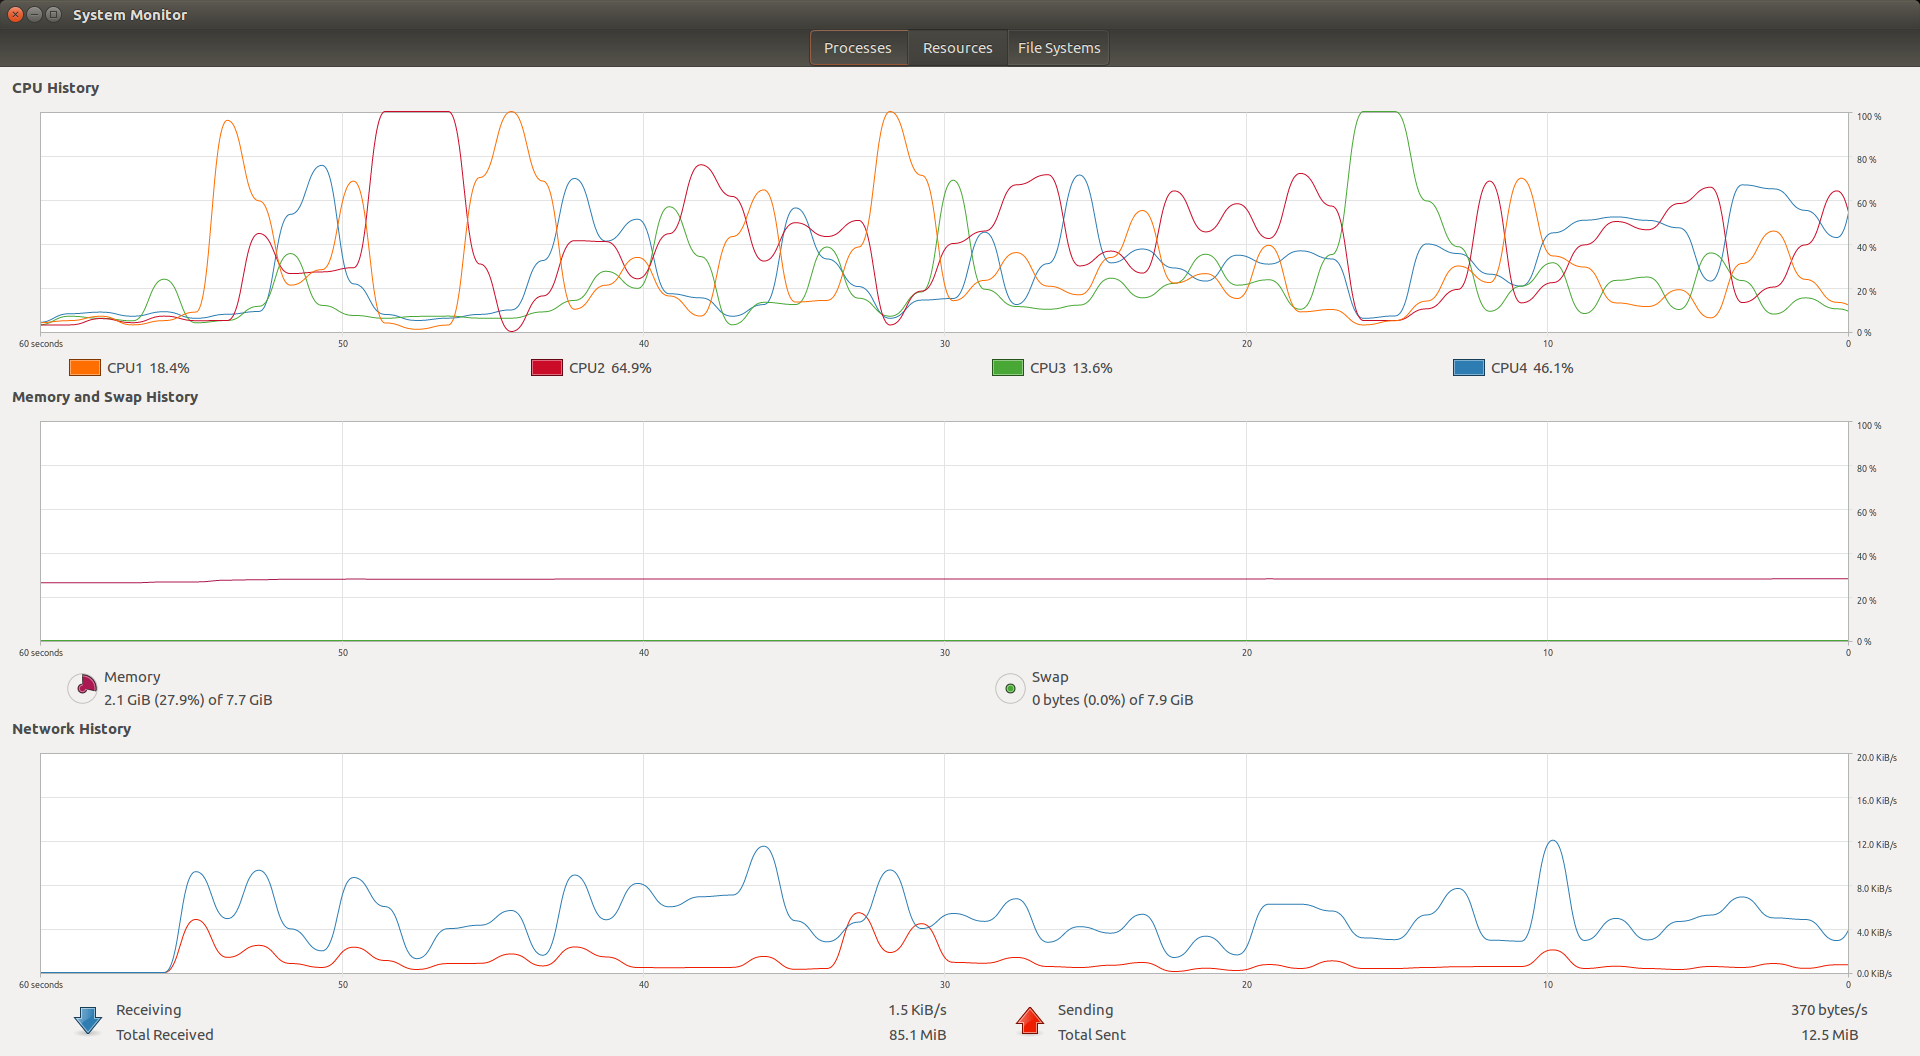 System Monitor
Processes Resources File Systems
CPU History
100 %
80 %
60 %
40 %
20 %
0 %
60 seconds 50 40 30 20 10 0
CPU1 18.4% CPU2 64.9% CPU3 13.6% CPU4 46.1%
Memory and Swap History
100 %
80 %
60 %
40 %
20 %
0 %
60 seconds 50 40 30 20 10 0
Memory Swap
2.1 GiB (27.9%) of 7.7 GiB 0 bytes (0.0%) of 7.9 GiB
Network History
20.0 KiB/s
16.0 KiB/s
12.0 KiB/s
8.0 KiB/s
4.0 KiB/s
0.0 KiB/s
60 seconds 50 40 30 20 10 0
Receiving 1.5 KiB/s Sending 370 bytes/s
Total Received 85.1 MiB Total Sent 12.5 MiB